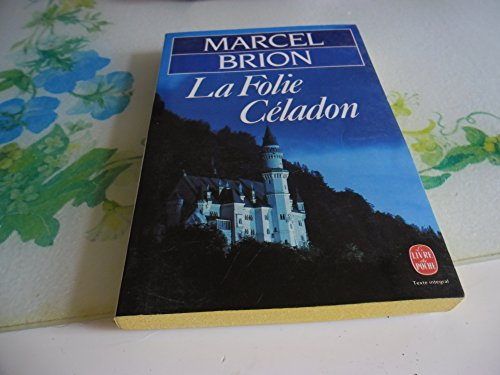 MARCEL
BRION
La Folie
Céladon
LE LIVRE
de
POCHE
Texte intégral